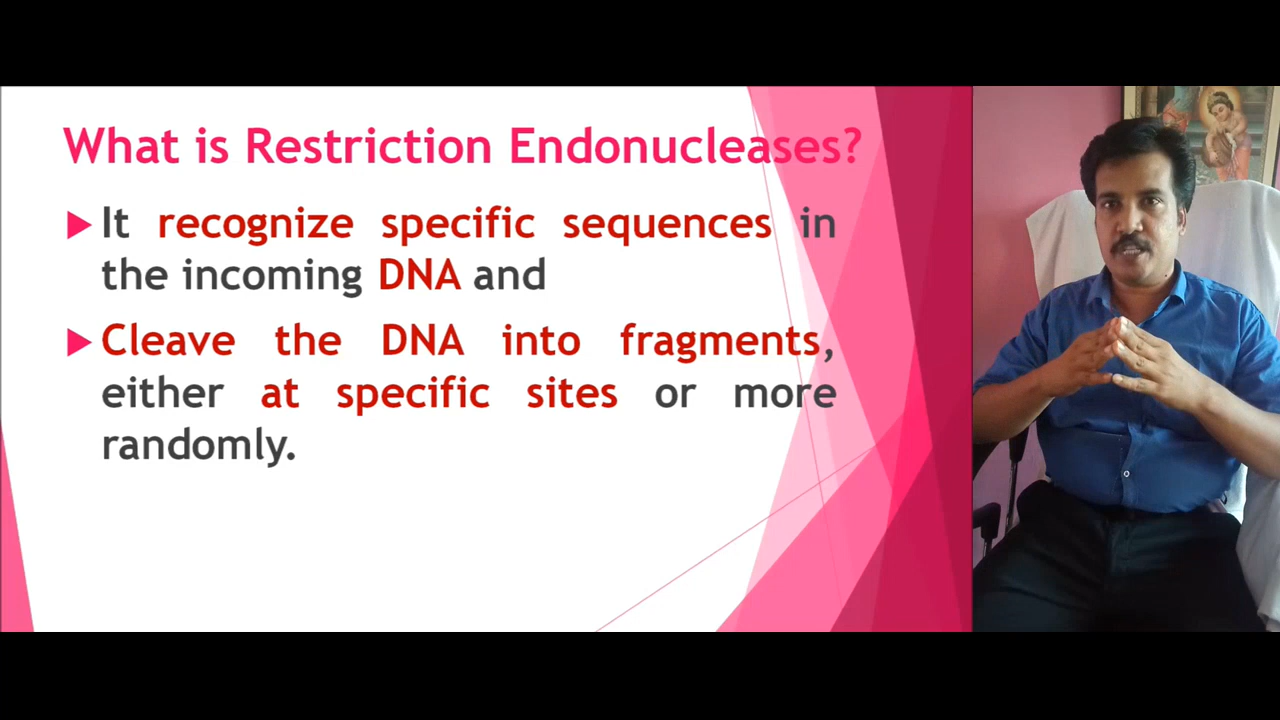 What is Restriction Endonucleases?
It recognize specific sequences in
the incoming DNA and
Cleave the DNA into fragments,
either at specific sites or more
randomly.